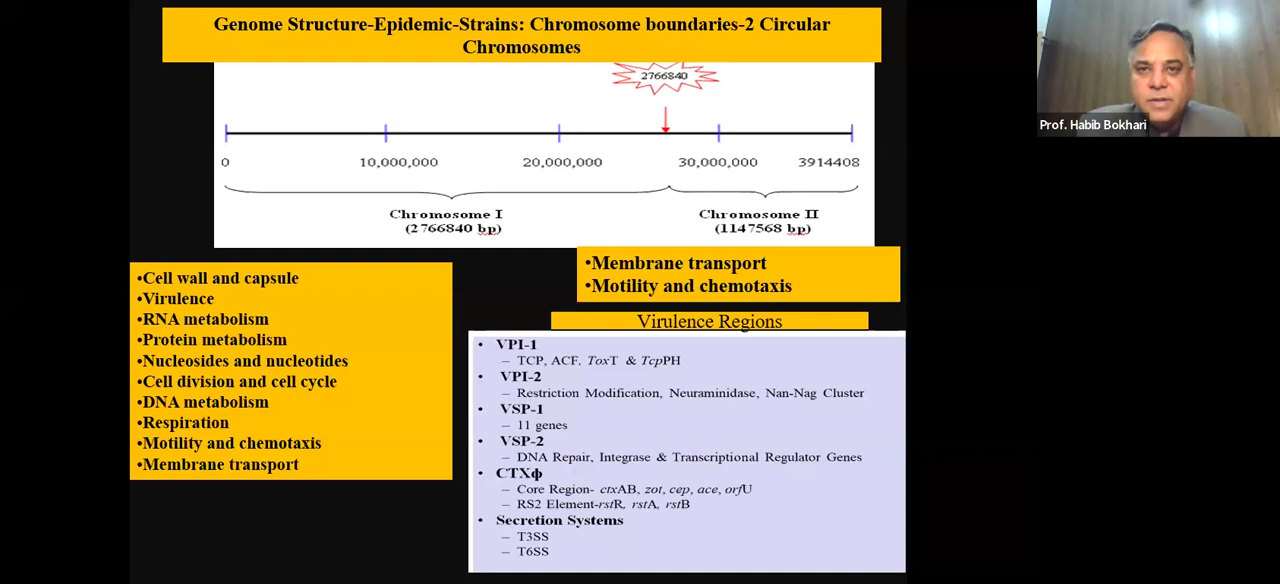 Genome Structure-Epidemic-Strains: Chromosome boundaries-2 Circular
Chromosomes
2766840
0 10,000,000 20,000,000 30,000,000 3914408
Chromosome I
(2766840 bp)
Chromosome II
(1147568 bp)
•Cell wall and capsule
•Virulence
•RNA metabolism
•Protein metabolism
•Nucleosides and nucleotides
•Cell division and cell cycle
•DNA metabolism
•Respiration
•Motility and chemotaxis
•Membrane transport
•Membrane transport
•Motility and chemotaxis
Virulence Regions
• VPI-1
– TCP, ACF, ToxT & TcpPH
• VPI-2
– Restriction Modification, Neuraminidase, Nan-Nag Cluster
• VSP-1
– 11 genes
• VSP-2
– DNA Repair, Integrase & Transcriptional Regulator Genes
• CTXϕ
– Core Region- ctxAB, zot, cep, ace, orfU
– RS2 Element-rstR, rstA, rstB
• Secretion Systems
– T3SS
– T6SS
Prof. Habib Bokhari